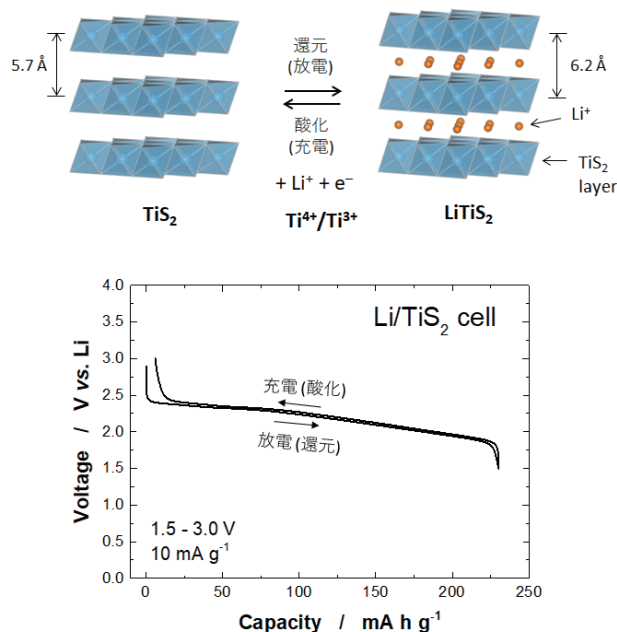 5.7 Å
還元
(放電)
酸化
(充電)
+ Li⁺ + e⁻
6.2 Å
Li⁺
TiS₂
layer
TiS₂
Ti⁴⁺/Ti³⁺
LiTiS₂
4.0
3.5
3.0
2.5
2.0
1.5
1.0
0.5
0.0
Voltage / V vs. Li
Li/TiS₂ cell
充電 (酸化)
放電 (還元)
1.5 - 3.0 V
10 mA g⁻¹
0 50 100 150 200 250
Capacity / mA h g⁻¹